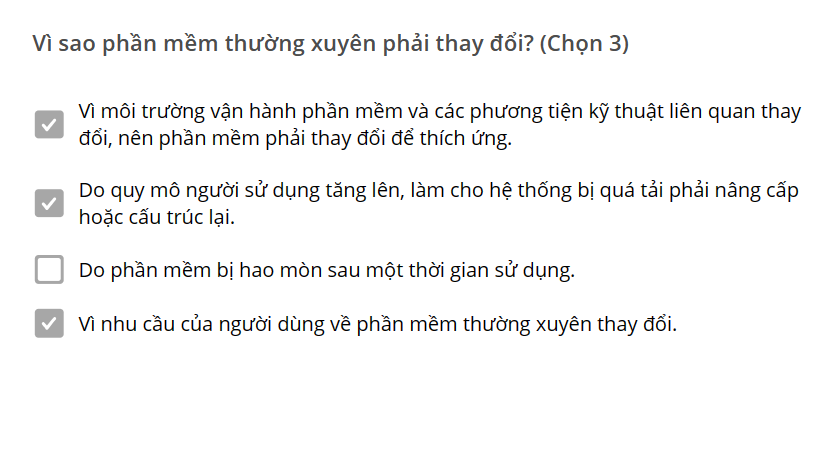 Vì sao phần mềm thường xuyên phải thay đổi? (Chọn 3)
Vì môi trường vận hành phần mềm và các phương tiện kỹ thuật liên quan thay
đổi, nên phần mềm phải thay đổi để thích ứng.
Do quy mô người sử dụng tăng lên, làm cho hệ thống bị quá tải phải nâng cấp
hoặc cấu trúc lại.
Do phần mềm bị hao mòn sau một thời gian sử dụng.
Vì nhu cầu của người dùng về phần mềm thường xuyên thay đổi.